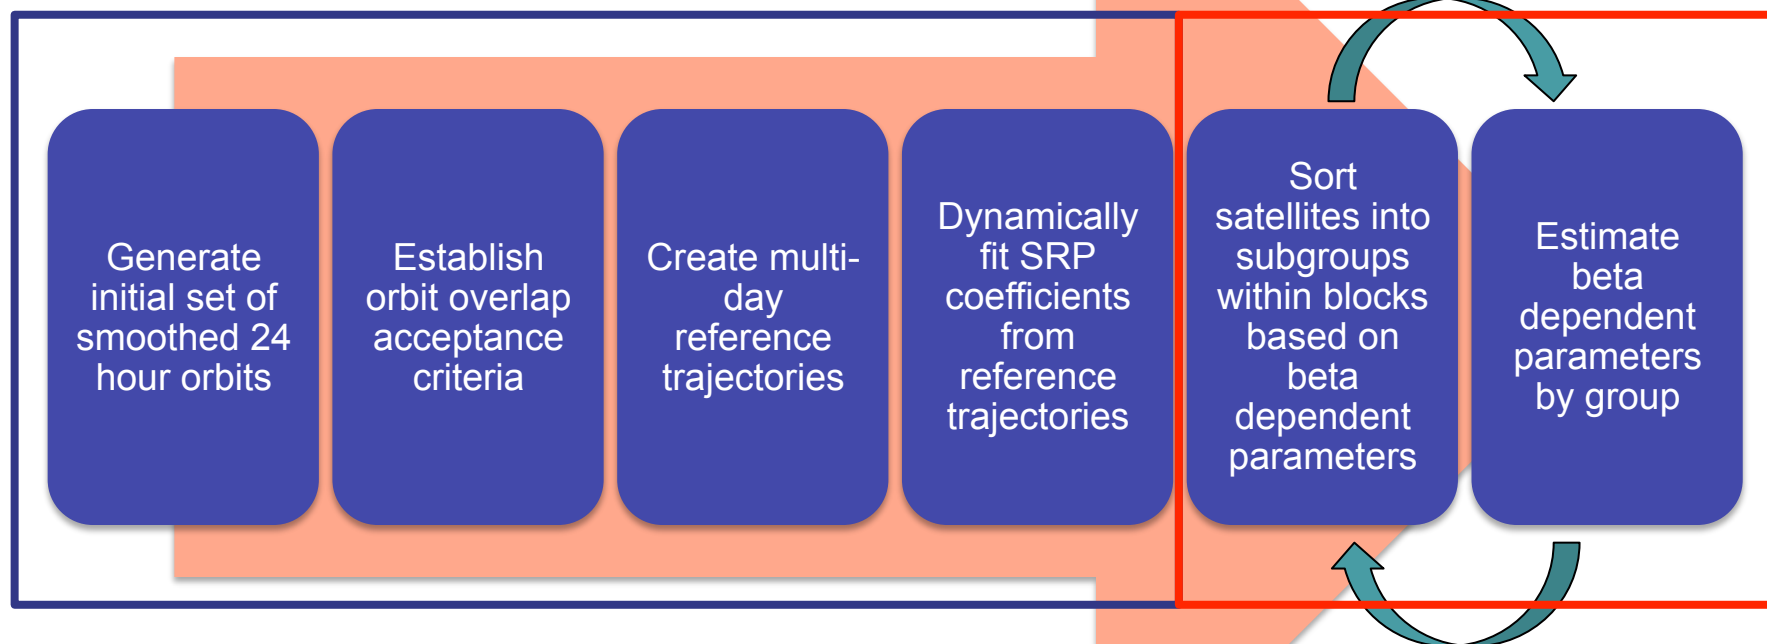 Generate
initial set of
smoothed 24
hour orbits
Establish
orbit overlap
acceptance
criteria
Create multi-
day
reference
trajectories
Dynamically
fit SRP
coefficients
from
reference
trajectories
Sort
satellites into
subgroups
within blocks
based on
beta
dependent
parameters
Estimate
beta
dependent
parameters
by group